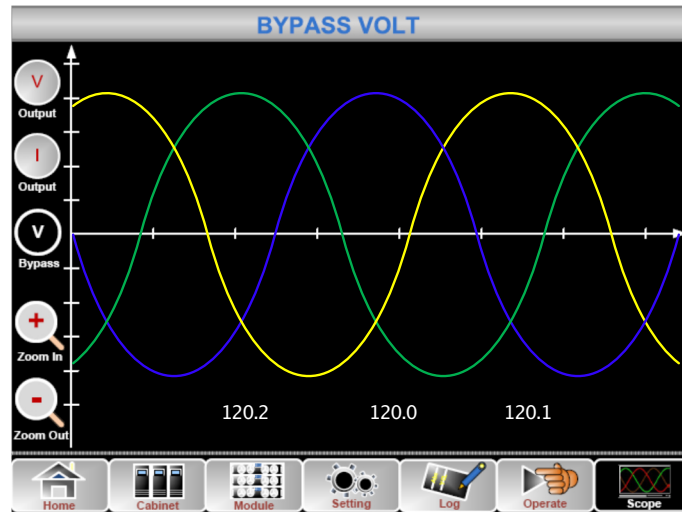 BYPASS VOLT
V
Output
I
Output
V
Bypass
+
Zoom In
-
Zoom Out
120.2 120.0 120.1
Home Cabinet Module Setting Log Operate Scope